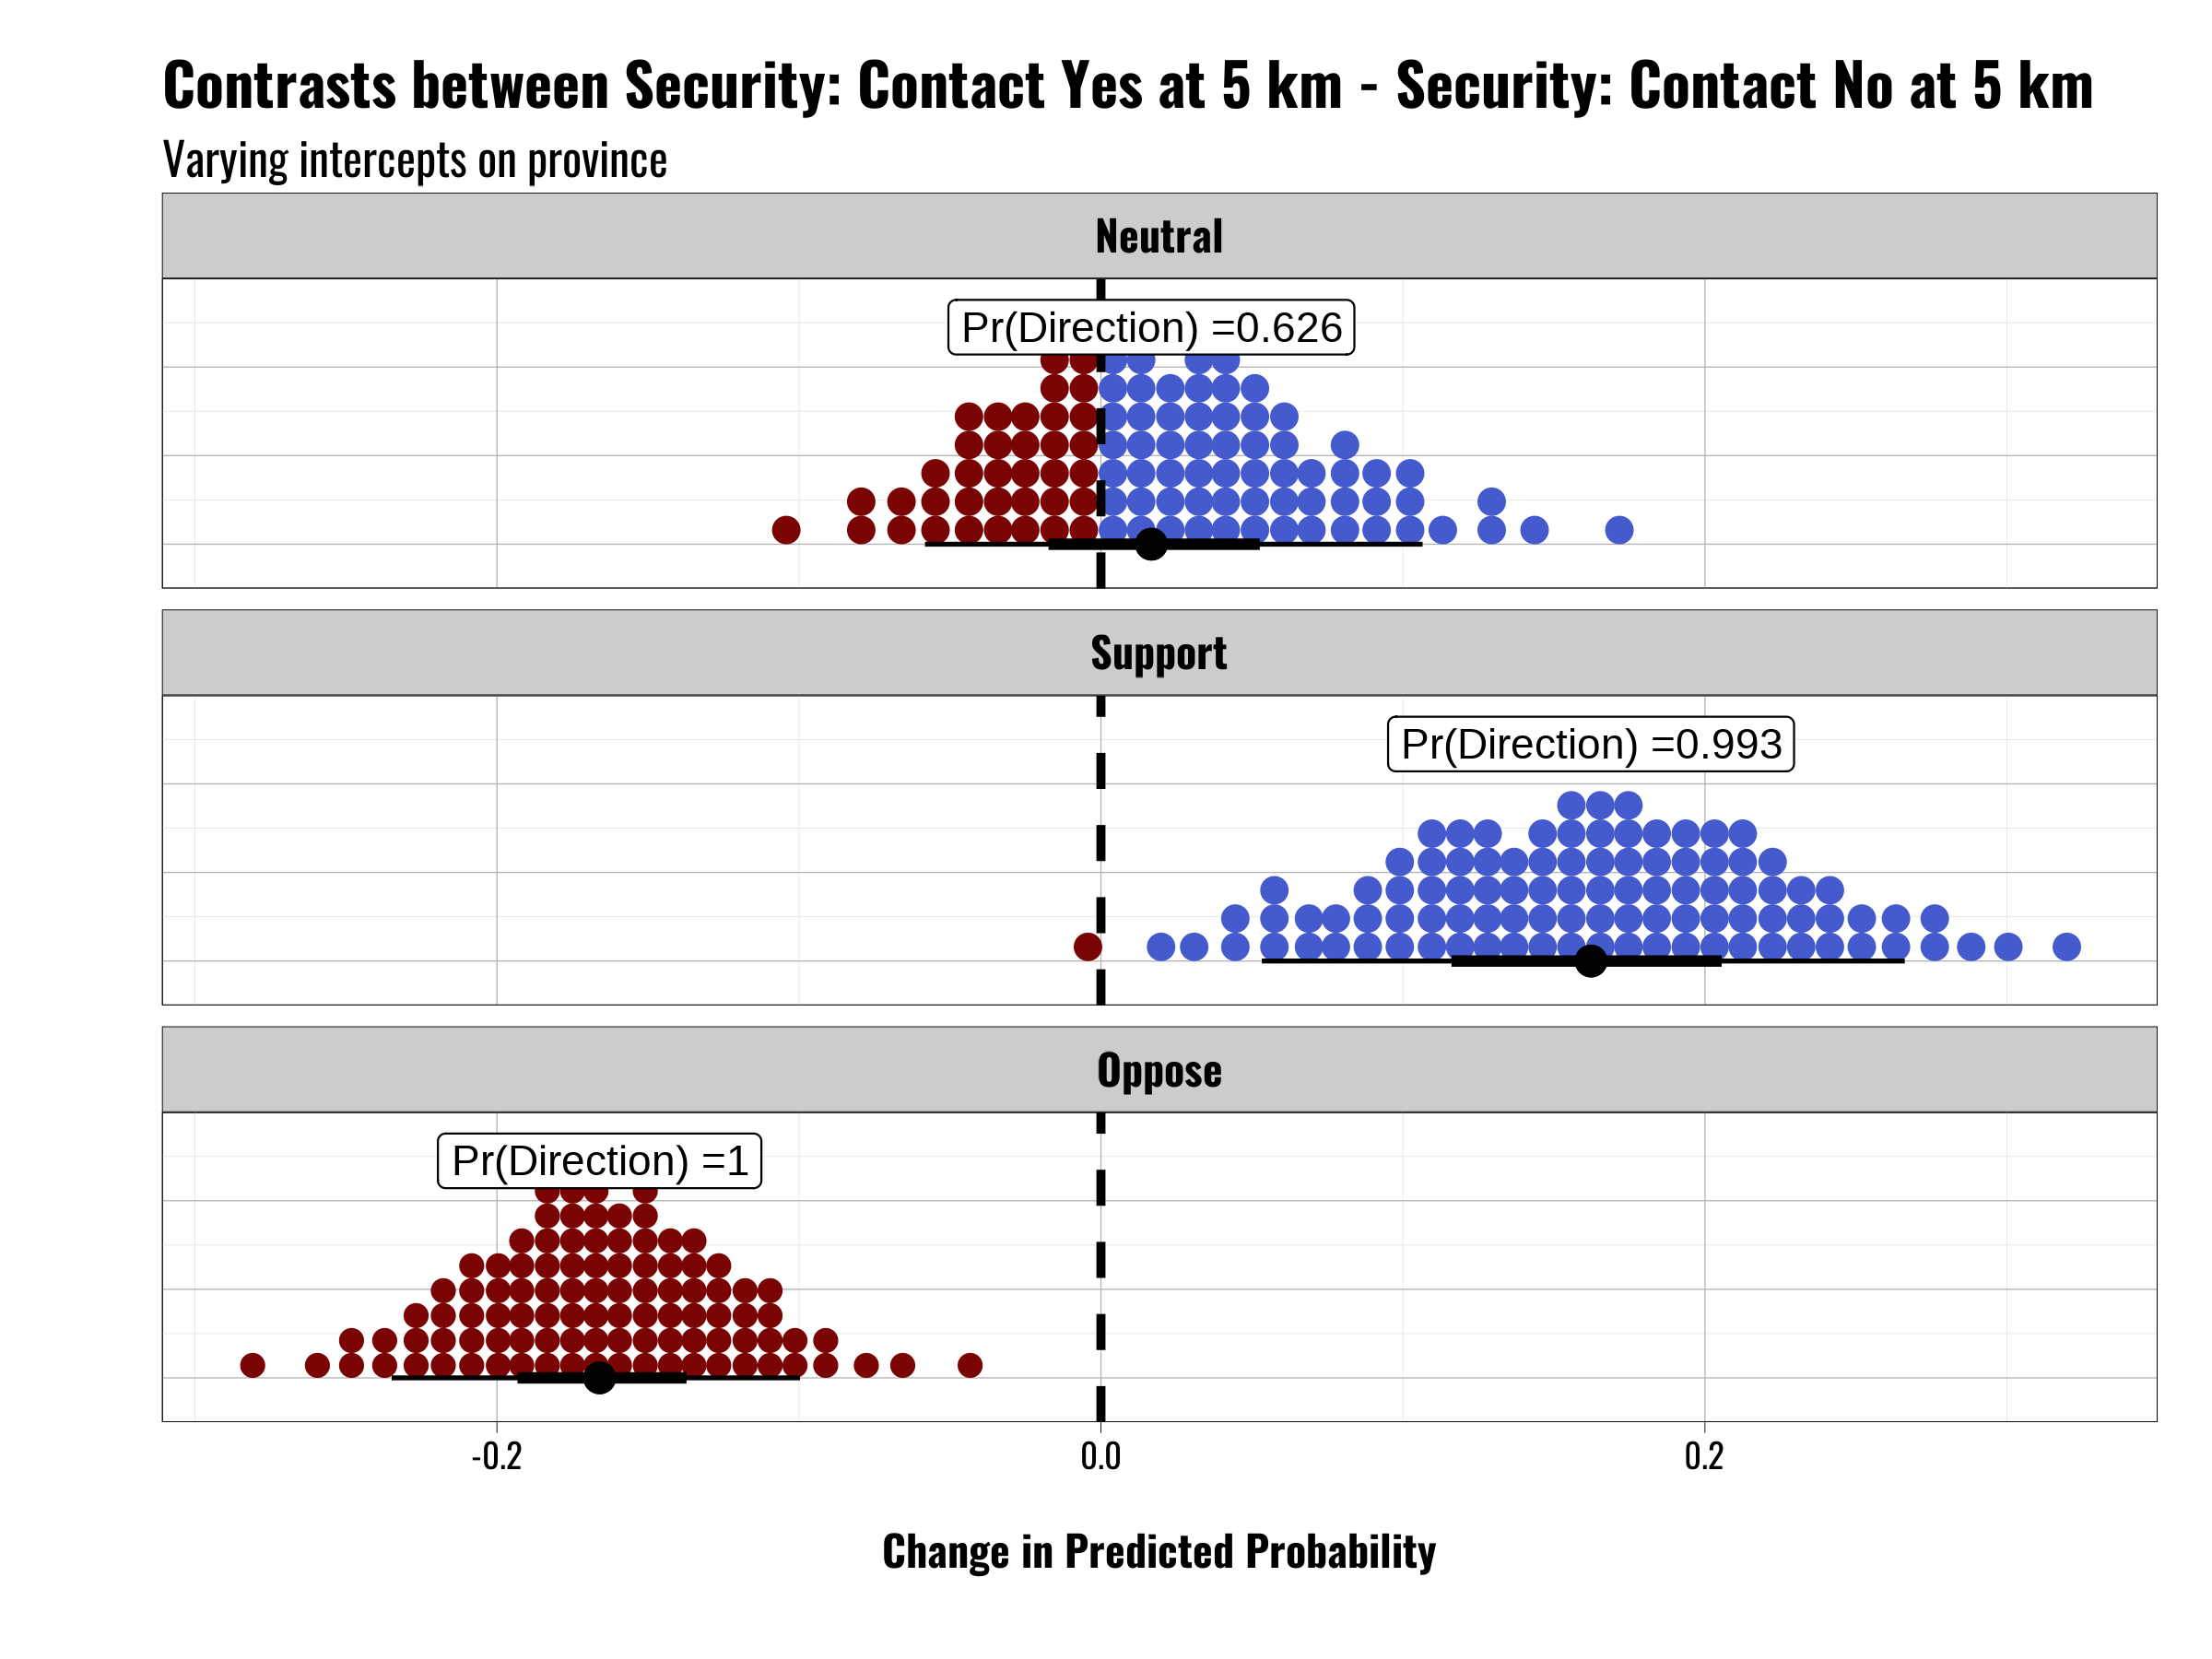 Contrasts between Security: Contact Yes at 5 km - Security: Contact No at 5 km
Varying intercepts on province
Neutral
Pr(Direction) =0.626
Support
Pr(Direction) =0.993
Oppose
Pr(Direction) =1
-0.2 0.0 0.2
Change in Predicted Probability